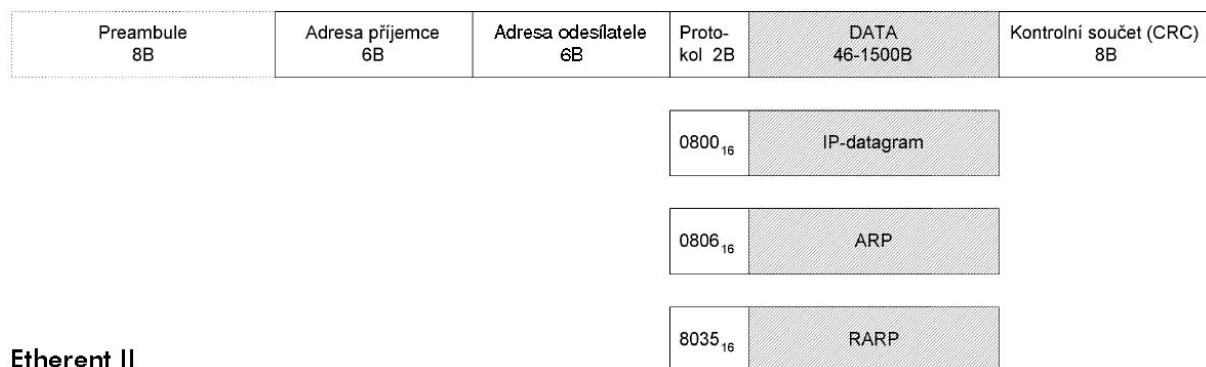 Preambule
8B
Adresa příjemce
6B
Adresa odesílatele
6B
Proto-
kol 2B
DATA
46-1500B
Kontrolní součet (CRC)
8B
0800₁₆
IP-datagram
0806₁₆
ARP
8035₁₆
RARP
Etherent II